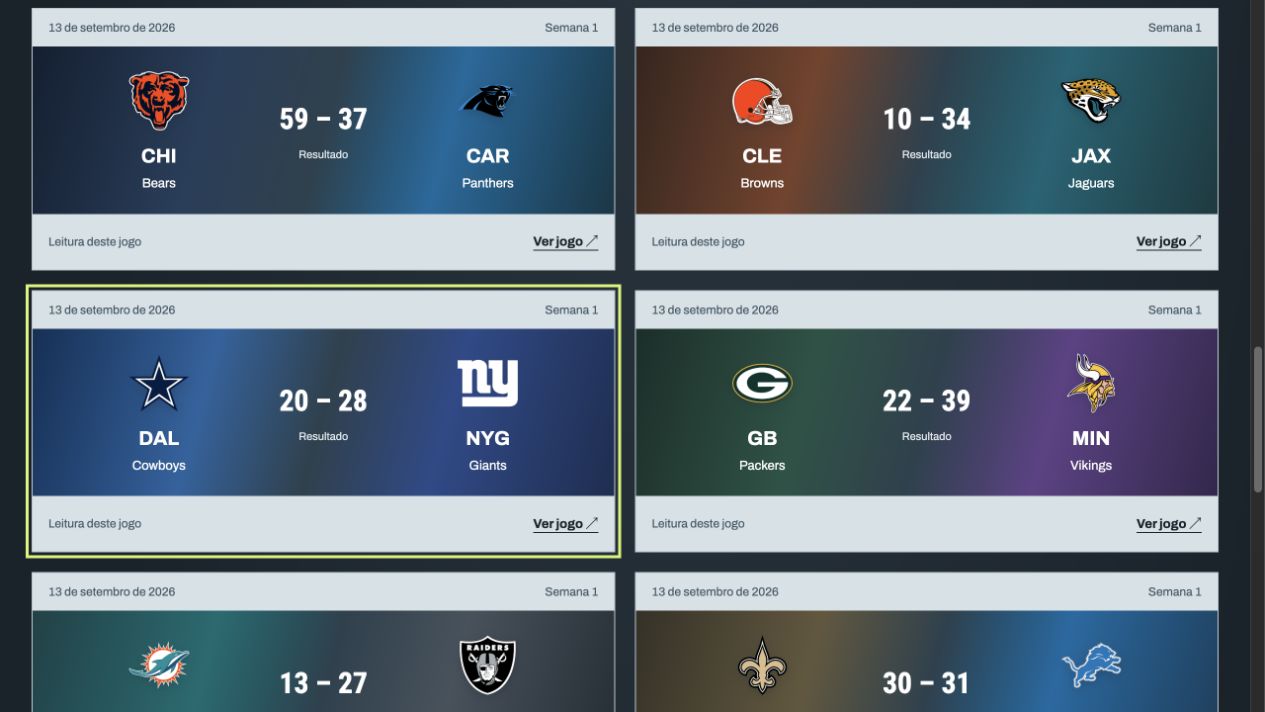 13 de setembro de 2026 Semana 1
59 – 37
Resultado
CHI
Bears
CAR
Panthers
Leitura deste jogo Ver jogo
13 de setembro de 2026 Semana 1
10 – 34
Resultado
CLE
Browns
JAX
Jaguars
Leitura deste jogo Ver jogo
13 de setembro de 2026 Semana 1
ny
20 – 28
Resultado
DAL
Cowboys
NYG
Giants
Leitura deste jogo Ver jogo
13 de setembro de 2026 Semana 1
G
22 – 39
Resultado
GB
Packers
MIN
Vikings
Leitura deste jogo Ver jogo
13 de setembro de 2026 Semana 1
RAIDERS
13 – 27
13 de setembro de 2026 Semana 1
30 – 31